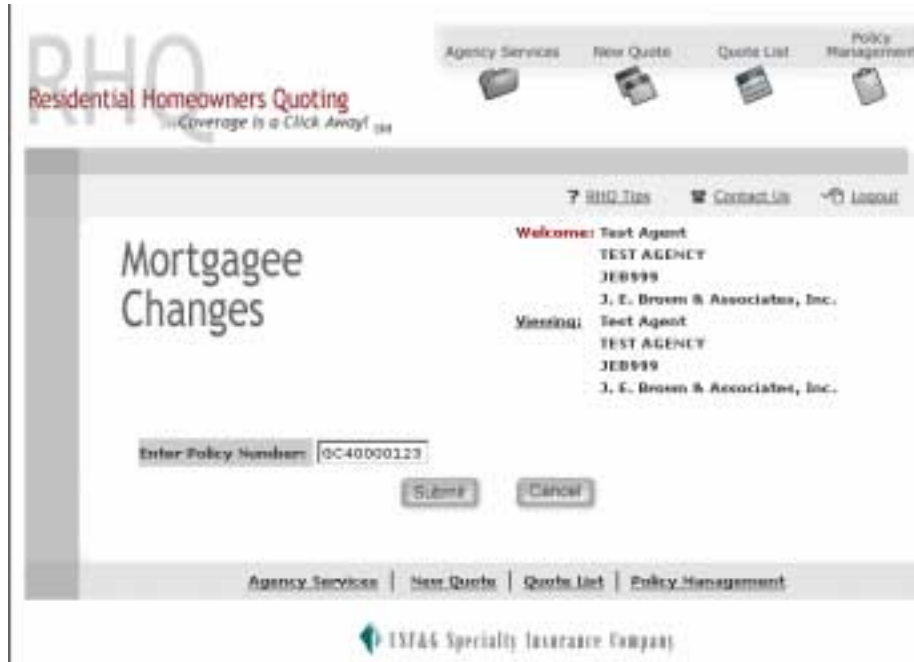 Agency Services
New Quote
Quote List
Policy Management
RHQ
Residential Homeowners Quoting
...Coverage is a Click Away! SM
? RHQ Tips
Contact Us
Logout
Mortgagee
Changes
Welcome: Test Agent
TEST AGENCY
JEB999
J. E. Brown & Associates, Inc.
Viewing: Test Agent
TEST AGENCY
JEB999
J. E. Brown & Associates, Inc.
Enter Policy Number: GC40000123
Submit
Cancel
Agency Services | New Quote | Quote List | Policy Management
USF&G Specialty Insurance Company